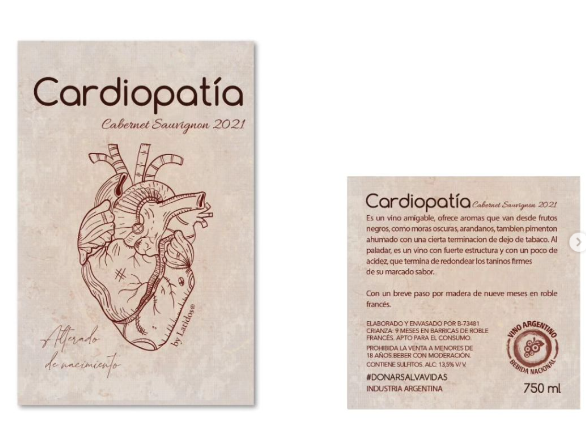 Cardiopatía
Cabernet Sauvignon 2021
by Latidos®
Alterado
de nacimiento
Cardiopatía Cabernet Sauvignon 2021
Es un vino amigable, ofrece aromas que van desde frutos
negros, como moras oscuras, arandanos, tambien pimenton
ahumado con una cierta terminacion de dejo de tabaco. Al
paladar, es un vino con fuerte estructura y con un poco de
acidez, que termina de redondear los taninos firmes
de su marcado sabor.
Con un breve paso por madera de nueve meses en roble
francés.
ELABORADO Y ENVASADO POR B-73481
CRIANZA: 9 MESES EN BARRICAS DE ROBLE
FRANCÉS. APTO PARA EL CONSUMO.
PROHIBIDA LA VENTA A MENORES DE
18 AÑOS.BEBER CON MODERACIÓN.
CONTIENE SULFITOS. ALC: 13,5% V/V.
#DONARSALVAVIDAS
INDUSTRIA ARGENTINA
VINO ARGENTINO
BEBIDA NACIONAL
750 ml